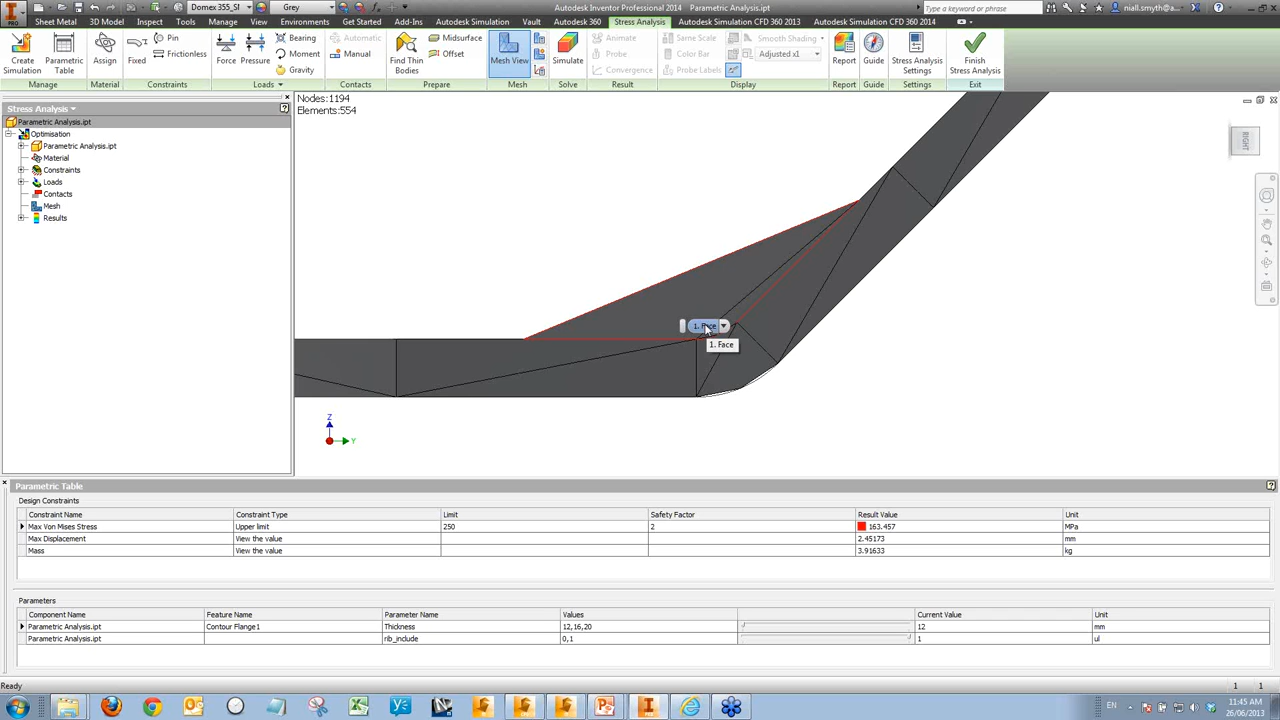 Domex 355_SI
Grey
Autodesk Inventor Professional 2014 Parametric Analysis.ipt
Type a keyword or phrase
niall.smyth@a...
PRO
Sheet Metal 3D Model Inspect Tools Manage View Environments Get Started Add-Ins Autodesk Simulation Vault Autodesk 360 Stress Analysis Autodesk Simulation CFD 360 2013 Autodesk Simulation CFD 360 2014
Create Simulation
Parametric Table
Assign
Fixed
Pin
Frictionless
Force
Pressure
Bearing
Moment
Gravity
Automatic
Manual
Find Thin Bodies
Midsurface
Offset
Mesh View
Simulate
Animate
Probe
Convergence
Same Scale
Color Bar
Probe Labels
Smooth Shading
Adjusted x1
Report
Guide
Stress Analysis Settings
Finish Stress Analysis
Manage Material Constraints Loads Contacts Prepare Mesh Solve Result Display Report Guide Settings Exit
Stress Analysis
Parametric Analysis.ipt
Optimisation
Parametric Analysis.ipt
Material
Constraints
Loads
Contacts
Mesh
Results
Nodes:1194
Elements:554
RIGHT
1. Face
1. Face
Z
Y
Parametric Table
Design Constraints
Constraint Name Constraint Type Limit Safety Factor Result Value Unit
Max Von Mises Stress Upper limit 250 2 163.457 MPa
Max Displacement View the value 2.45173 mm
Mass View the value 3.91633 kg
Parameters
Component Name Feature Name Parameter Name Values Current Value Unit
Parametric Analysis.ipt Contour Flange1 Thickness 12,16,20 12 mm
Parametric Analysis.ipt rib_include 0,1 1 ul
Ready
1 1
EN
11:45 AM
26/06/2013